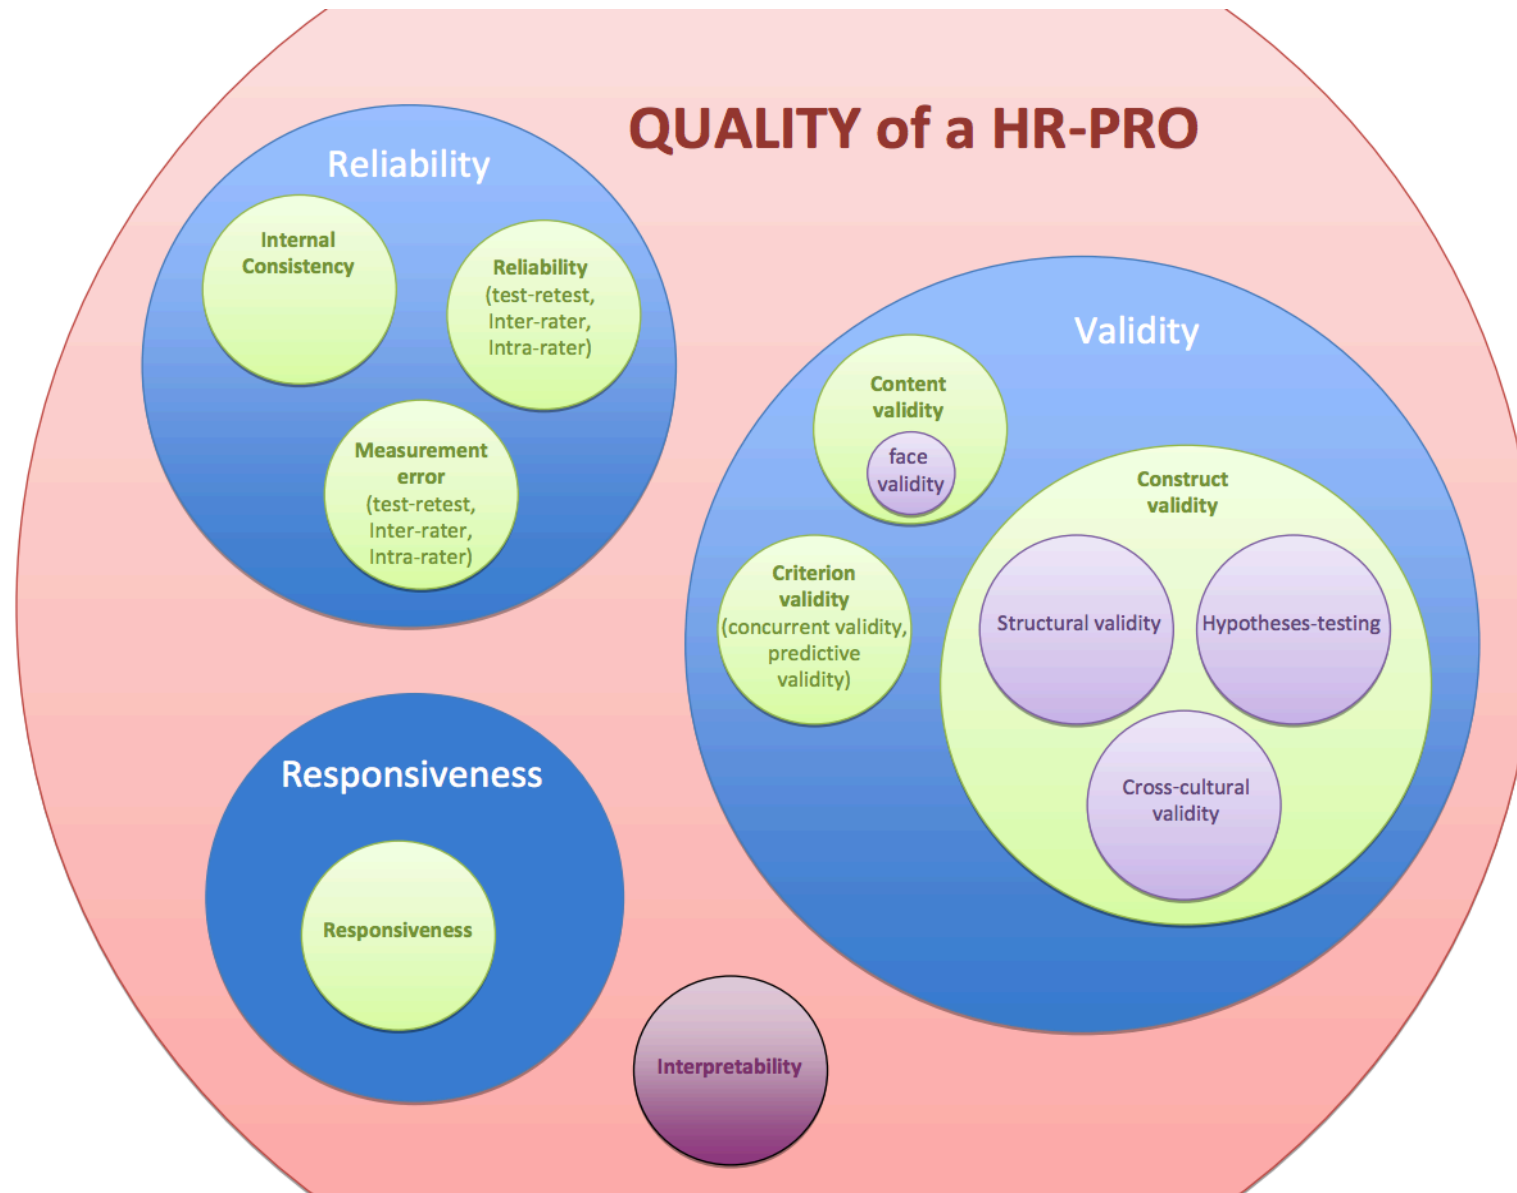 QUALITY of a HR-PRO
Reliability
Internal
Consistency
Reliability
(test-retest,
Inter-rater,
Intra-rater)
Measurement
error
(test-retest,
Inter-rater,
Intra-rater)
Validity
Content
validity
face
validity
Criterion
validity
(concurrent validity,
predictive
validity)
Construct
validity
Structural validity
Hypotheses-testing
Cross-cultural
validity
Responsiveness
Responsiveness
Interpretability